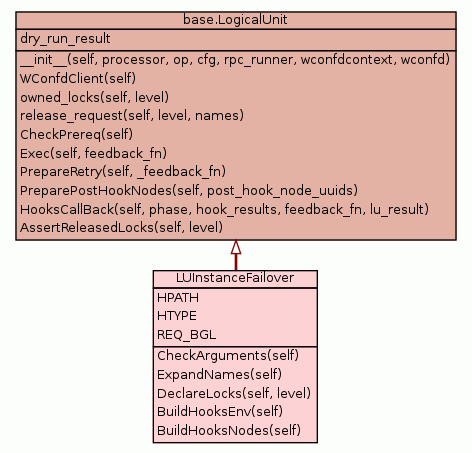 base.LogicalUnit
dry_run_result
__init__(self, processor, op, cfg, rpc_runner, wconfdcontext, wconfd)
WConfdClient(self)
owned_locks(self, level)
release_request(self, level, names)
CheckPrereq(self)
Exec(self, feedback_fn)
PrepareRetry(self, _feedback_fn)
PreparePostHookNodes(self, post_hook_node_uuids)
HooksCallBack(self, phase, hook_results, feedback_fn, lu_result)
AssertReleasedLocks(self, level)
LUInstanceFailover
HPATH
HTYPE
REQ_BGL
CheckArguments(self)
ExpandNames(self)
DeclareLocks(self, level)
BuildHooksEnv(self)
BuildHooksNodes(self)